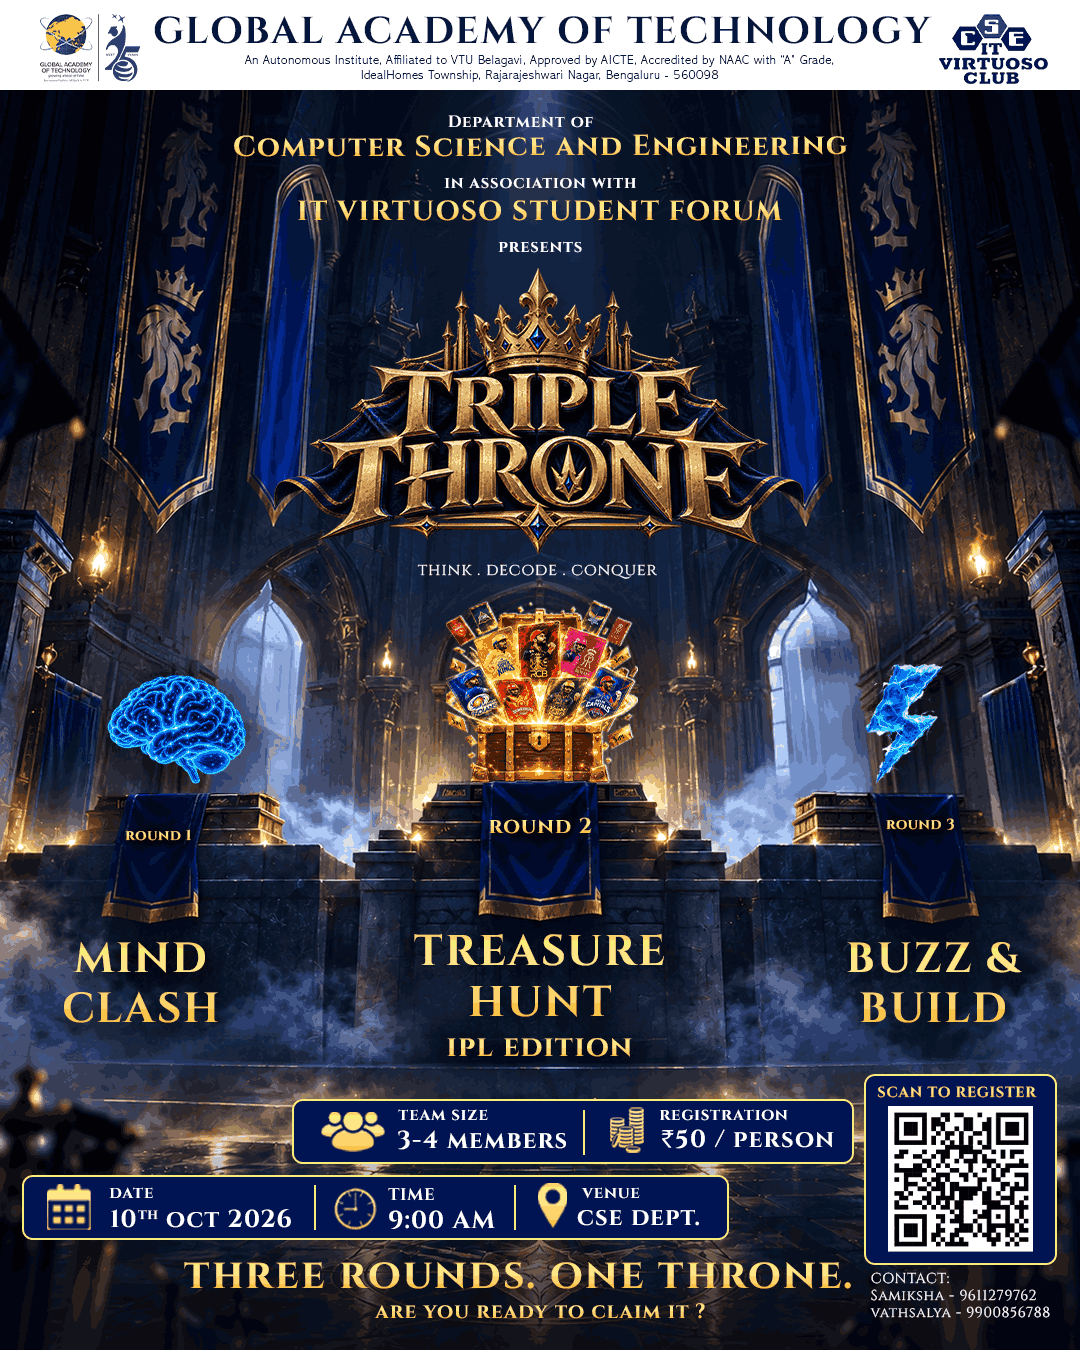 GLOBAL ACADEMY OF TECHNOLOGY
An Autonomous Institute, Affiliated to VTU Belagavi, Approved by AICTE, Accredited by NAAC with "A" Grade,
IdealHomes Township, Rajarajeshwari Nagar, Bengaluru - 560098
GLOBAL ACADEMY
OF TECHNOLOGY
CSE
IT
VIRTUOSO
CLUB
DEPARTMENT OF
COMPUTER SCIENCE AND ENGINEERING
IN ASSOCIATION WITH
IT VIRTUOSO STUDENT FORUM
PRESENTS
TRIPLE
THRONE
THINK . DECODE . CONQUER
RCB
ROUND 1
ROUND 2
ROUND 3
MIND
CLASH
TREASURE
HUNT
IPL EDITION
BUZZ &
BUILD
SCAN TO REGISTER
TEAM SIZE
3-4 MEMBERS
REGISTRATION
₹50 / PERSON
DATE
10TH OCT 2026
TIME
9:00 AM
VENUE
CSE DEPT.
THREE ROUNDS. ONE THRONE.
ARE YOU READY TO CLAIM IT ?
CONTACT:
SAMIKSHA - 9611279762
VATHSALYA - 9900856788